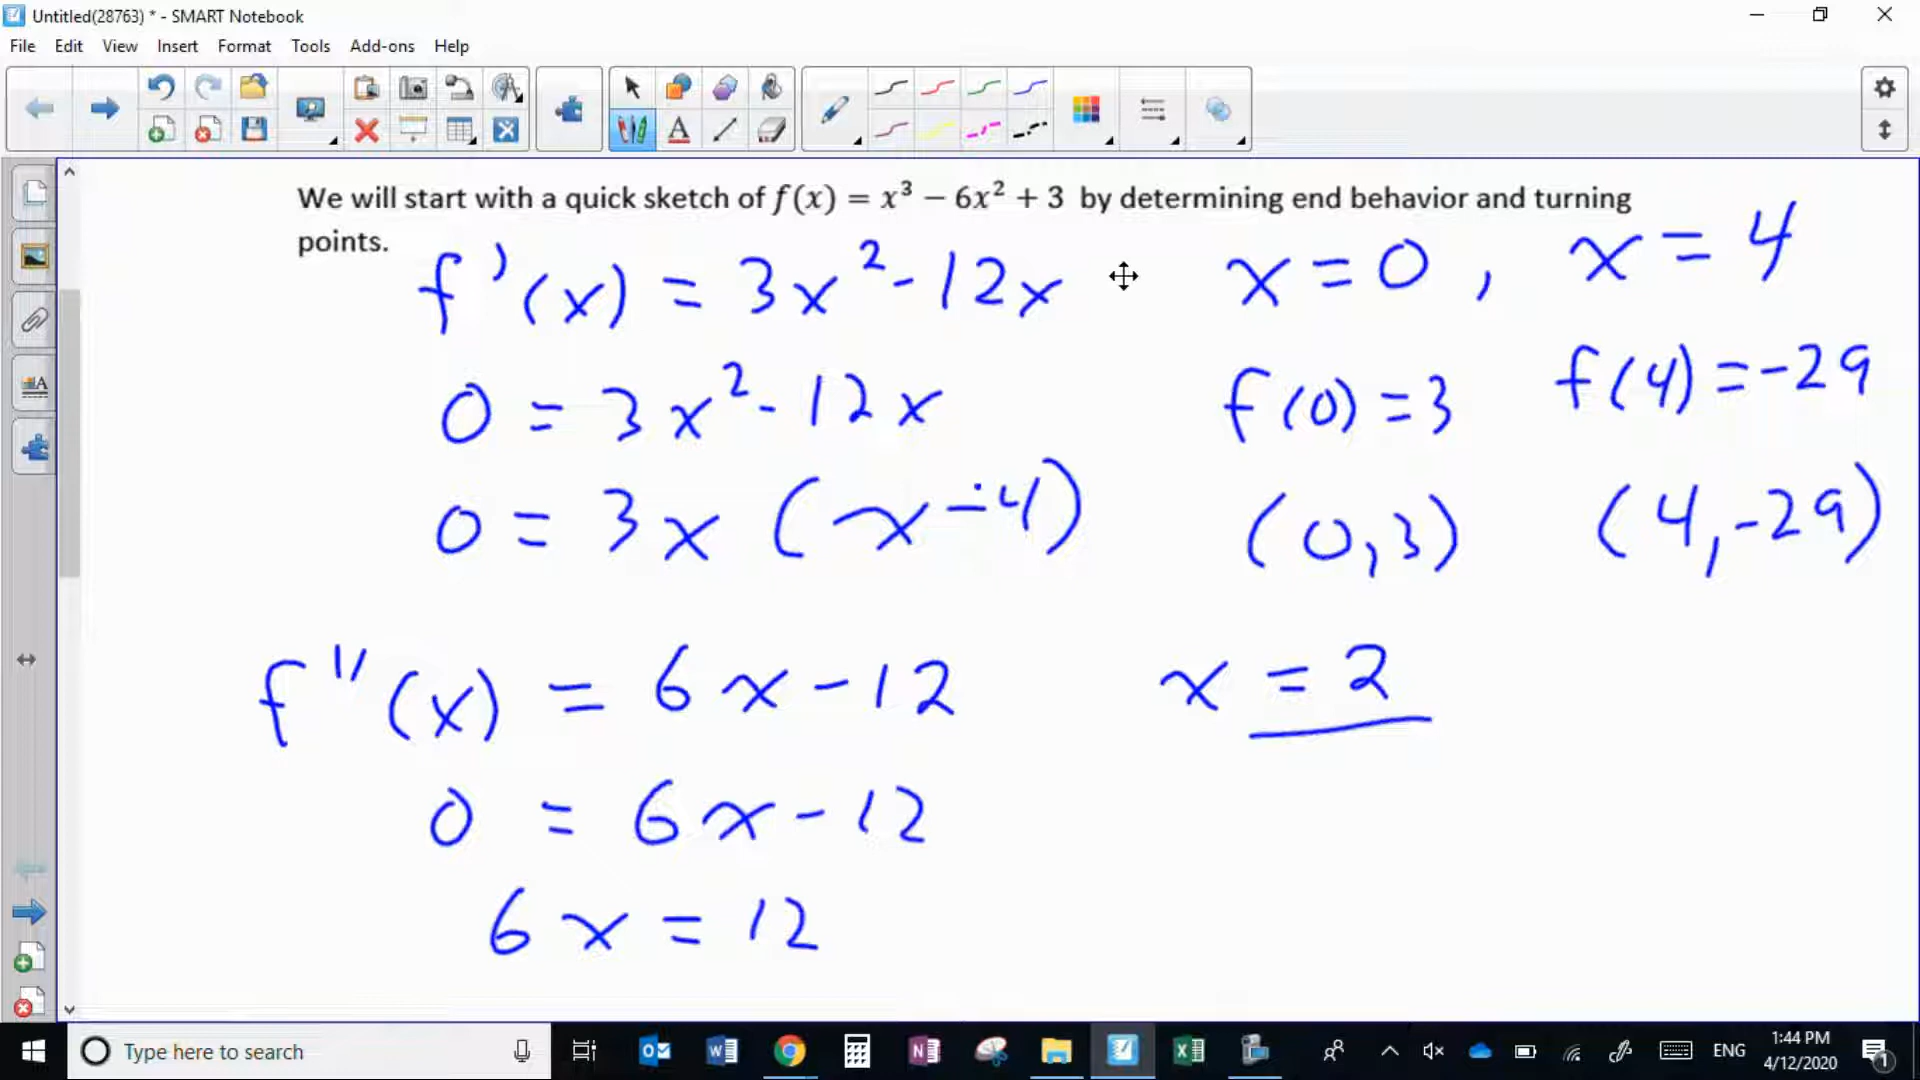 Untitled(28763) * - SMART Notebook
File Edit View Insert Format Tools Add-ons Help
We will start with a quick sketch of f(x) = x³ − 6x² + 3 by determining end behavior and turning
points.
f'(x) = 3x² - 12x
x = 0 , x = 4
0 = 3x² - 12x
f(0) = 3
f(4) = -29
0 = 3x (x - 4)
(0,3)
(4,-29)
f''(x) = 6x - 12
x = 2
0 = 6x - 12
6x = 12
Type here to search
ENG
1:44 PM
4/12/2020
1